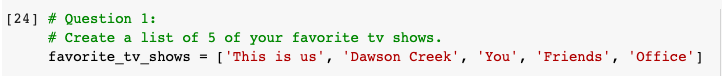 [24] # Question 1:
# Create a list of 5 of your favorite tv shows.
favorite_tv_shows = ['This is us', 'Dawson Creek', 'You', 'Friends', 'Office']